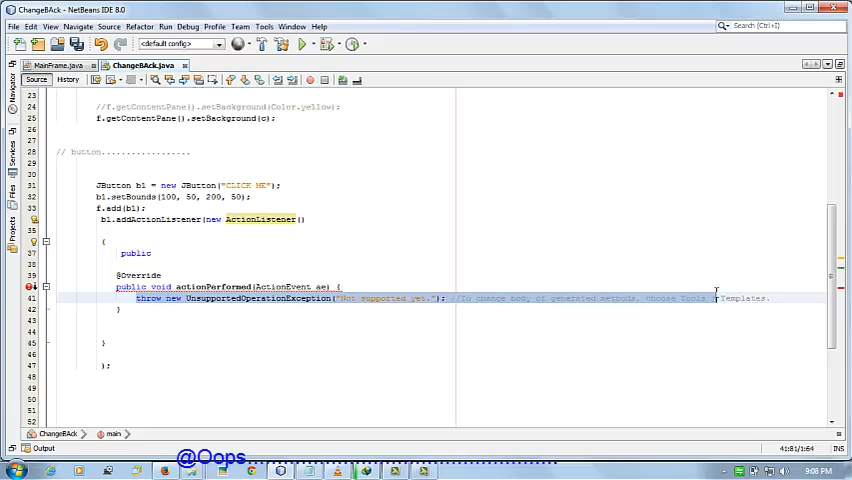 ChangeBAck - NetBeans IDE 8.0
File Edit View Navigate Source Refactor Run Debug Profile Team Tools Window Help
Search (Ctrl+I)
<default config>
MainFrame.java
ChangeBAck.java
Source History
Navigator
Services
Files
Projects
23
24 //f.getContentPane().setBackground(Color.yellow);
25 f.getContentPane().setBackground(c);
26
27
28 // button.................
29
30
31 JButton b1 = new JButton("CLICK ME");
32 b1.setBounds(100, 50, 200, 50);
33 f.add(b1);
b1.addActionListener(new ActionListener()
35
{
37 public
38
39 @Override
public void actionPerformed(ActionEvent ae) {
41 throw new UnsupportedOperationException("Not supported yet."); //To change body of generated methods, choose Tools | Templates.
42 }
43
44
45 }
46
47 );
48
49
50
51
52
ChangeBAck main
Output
41:81/1:64 INS
@Oops
9:08 PM